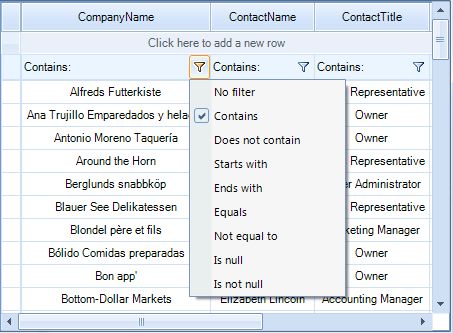 CompanyName ContactName ContactTitle
Click here to add a new row
Contains: Contains: Contains:
No filter
Contains
Does not contain
Starts with
Ends with
Equals
Not equal to
Is null
Is not null
Alfreds Futterkiste Representative
Ana Trujillo Emparedados y hela Owner
Antonio Moreno Taquería Owner
Around the Horn Representative
Berglunds snabbköp Administrator
Blauer See Delikatessen Representative
Blondel père et fils Manager
Bólido Comidas preparadas Owner
Bon app' Owner
Bottom-Dollar Markets Elizabeth Lincoln Accounting Manager